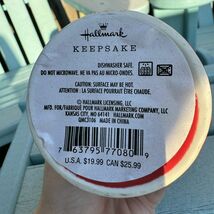 Hallmark
KEEPSAKE
DISHWASHER SAFE.
DO NOT MICROWAVE. NE VA PAS AU MICRO-ONDES.
CAUTION: SURFACE MAY BE HOT.
ATTENTION : LA SURFACE POURRAIT ÊTRE CHAUDE.
© HALLMARK LICENSING, LLC
MF./FOR/FABRIQUÉ POUR HALLMARK MARKETING COMPANY, LLC
KANSAS CITY, MO 64141 HALLMARK.COM
QMC3106 MADE IN CHINA
7 63795 77080 9
U.S.A. $19.99 CAN $25.99